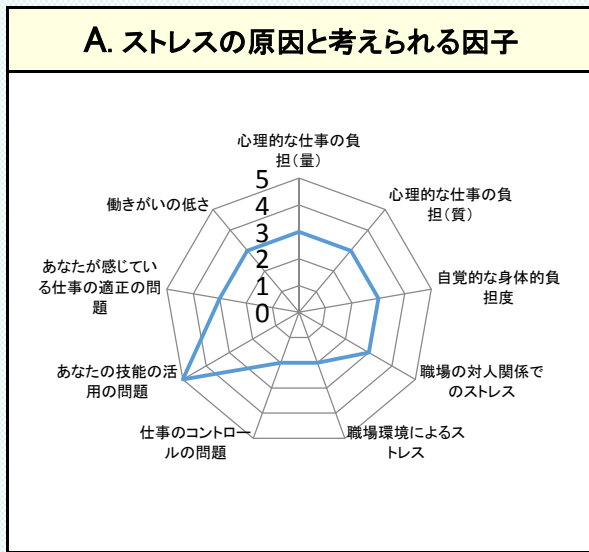 A. ストレスの原因と考えられる因子
心理的な仕事の負
担(量)
心理的な仕事の負
担(質)
自覚的な身体的負
担度
職場の対人関係で
のストレス
職場環境によるス
トレス
仕事のコントロー
ルの問題
あなたの技能の活
用の問題
あなたが感じてい
る仕事の適正の問
題
働きがいの低さ
5
4
3
2
1
0